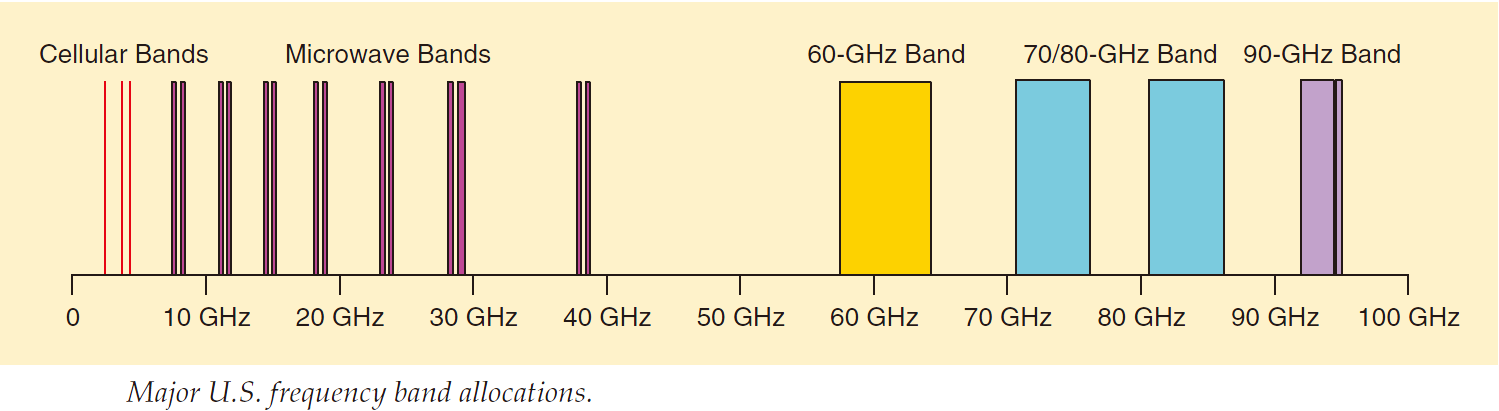 Cellular Bands Microwave Bands 60-GHz Band 70/80-GHz Band 90-GHz Band
0 10 GHz 20 GHz 30 GHz 40 GHz 50 GHz 60 GHz 70 GHz 80 GHz 90 GHz 100 GHz
Major U.S. frequency band allocations.